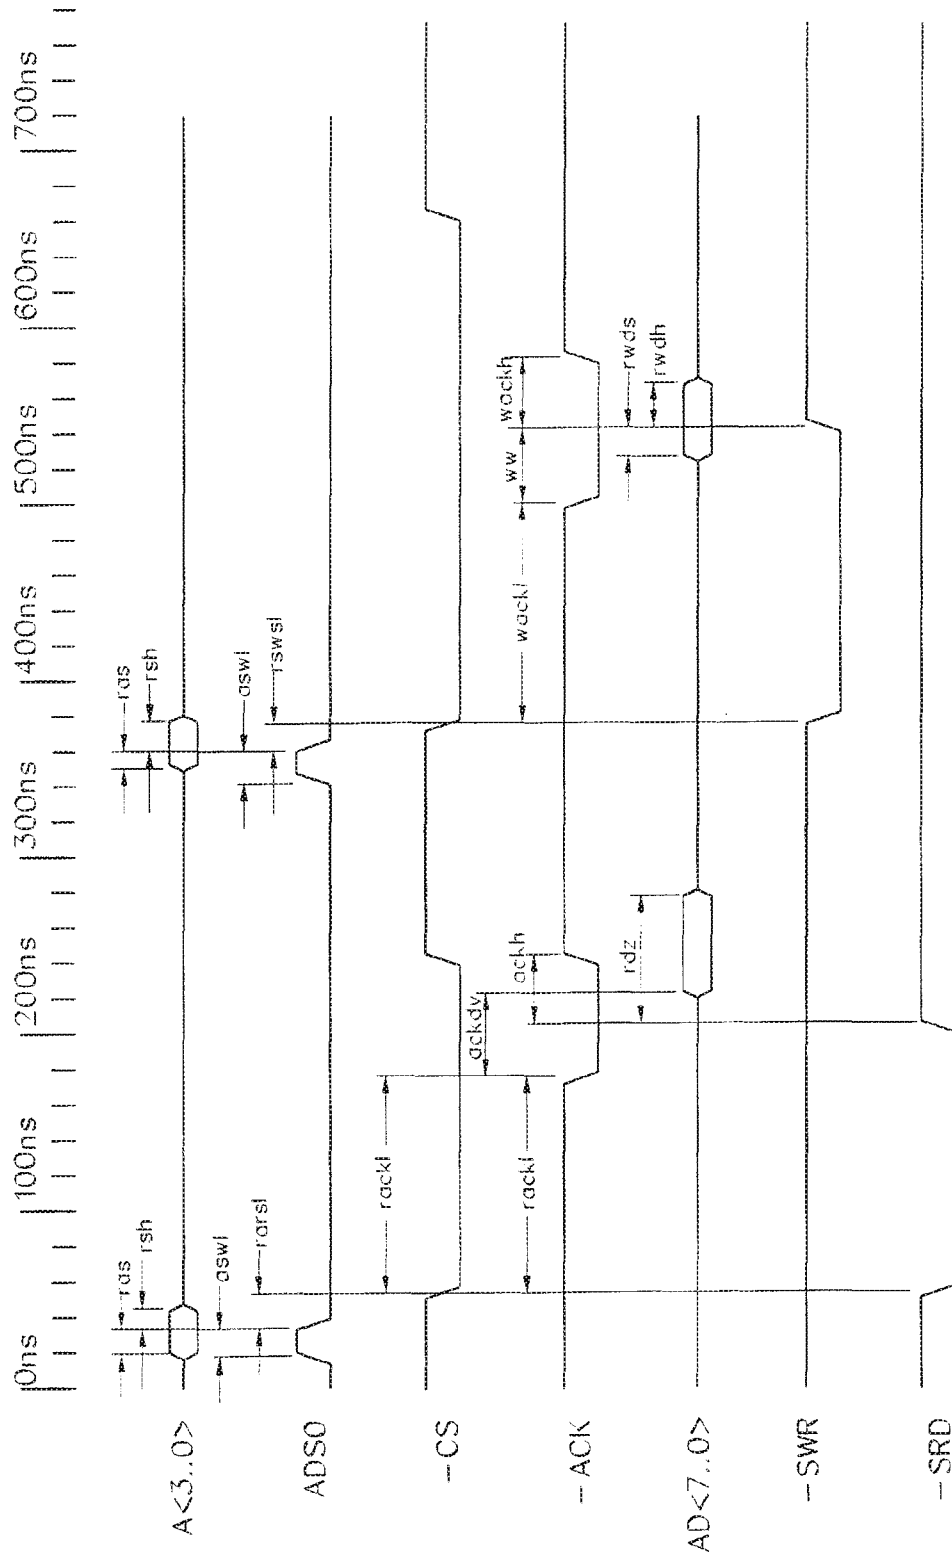 0ns 100ns 200ns 300ns 400ns 500ns 600ns 700ns
A<3..0>
ras
rsh
ras
rsh
ADS0
aswl
rarsl
aswl
rswsl
-CS
rackl
-ACK
rackl
ackdv
ackh
wackl
ww
wackh
AD<7..0>
rdz
rwds
rwdh
-SWR
-SRD